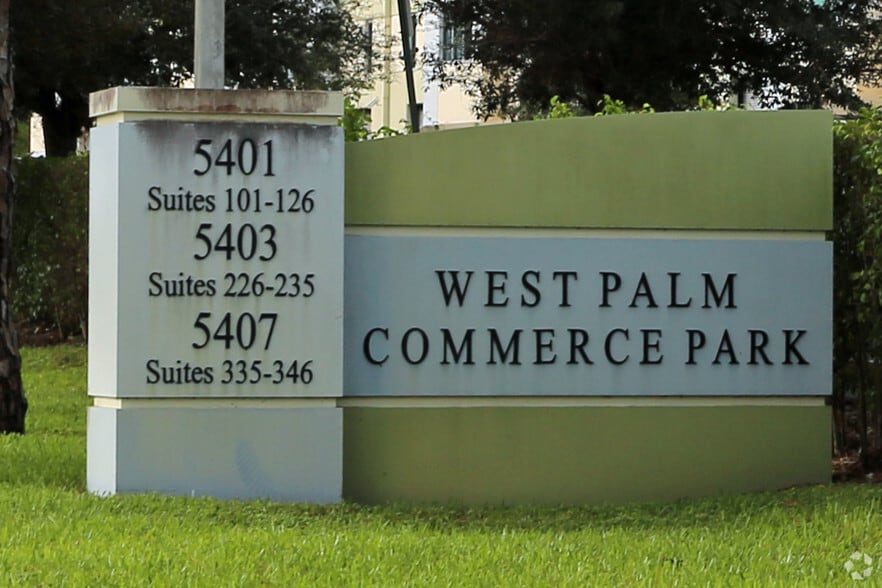 5401
Suites 101-126
5403
Suites 226-235
5407
Suites 335-346
WEST PALM
COMMERCE PARK